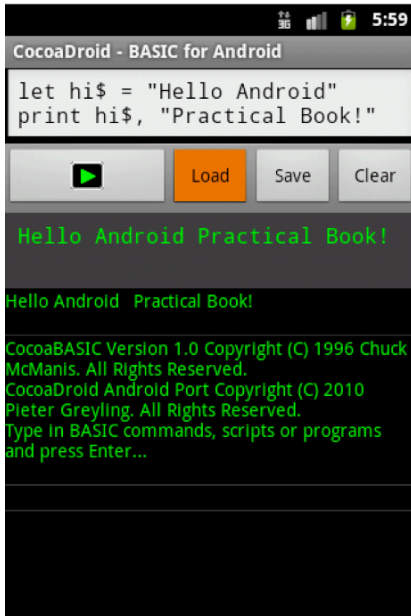 3G 5:59
CocoaDroid - BASIC for Android
let hi$ = "Hello Android"
print hi$, "Practical Book!"
Load Save Clear
Hello Android Practical Book!
Hello Android   Practical Book!
CocoaBASIC Version 1.0 Copyright (C) 1996 Chuck
McManis. All Rights Reserved.
CocoaDroid Android Port Copyright (C) 2010
Pieter Greyling. All Rights Reserved.
Type in BASIC commands, scripts or programs
and press Enter...